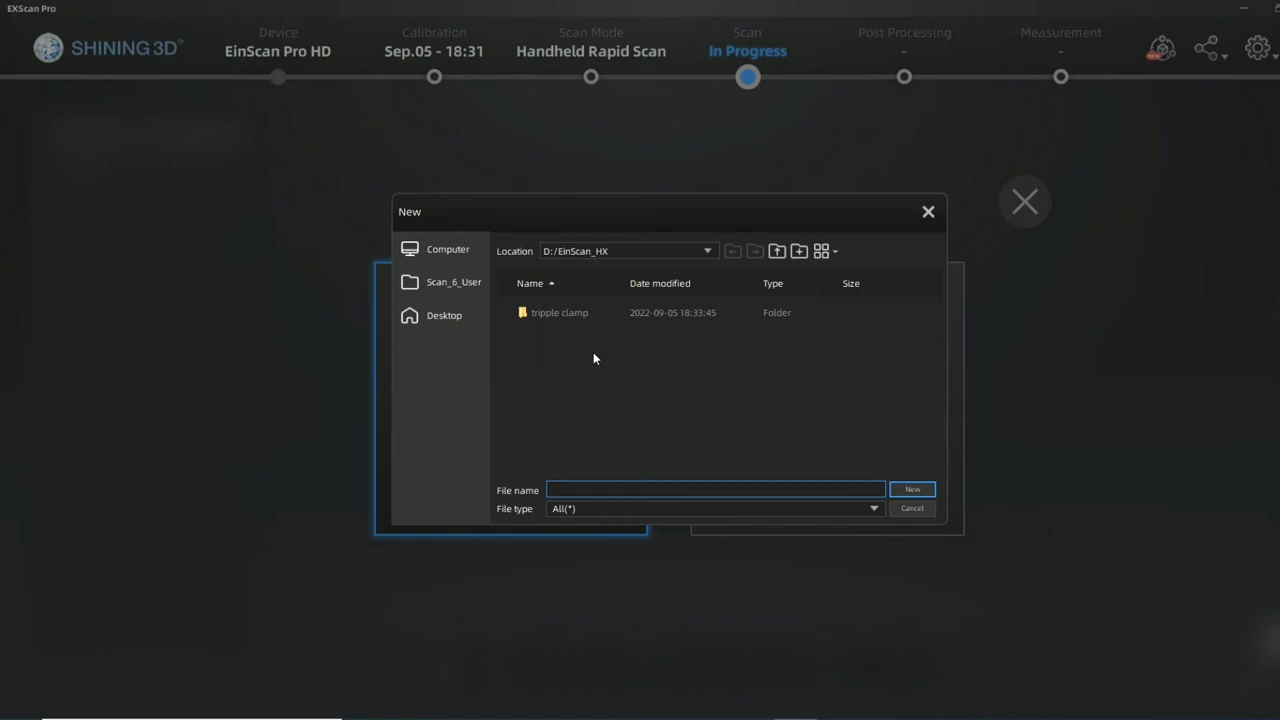 EXScan Pro
SHINING 3D®
Device
EinScan Pro HD
Calibration
Sep.05 - 18:31
Scan Mode
Handheld Rapid Scan
Scan
In Progress
Post Processing
-
Measurement
-
NEW
New
Computer
Scan_6_User
Desktop
Location D:/EinScan_HX
Name Date modified Type Size
tripple clamp 2022-09-05 18:33:45 Folder
File name New
File type All(*) Cancel